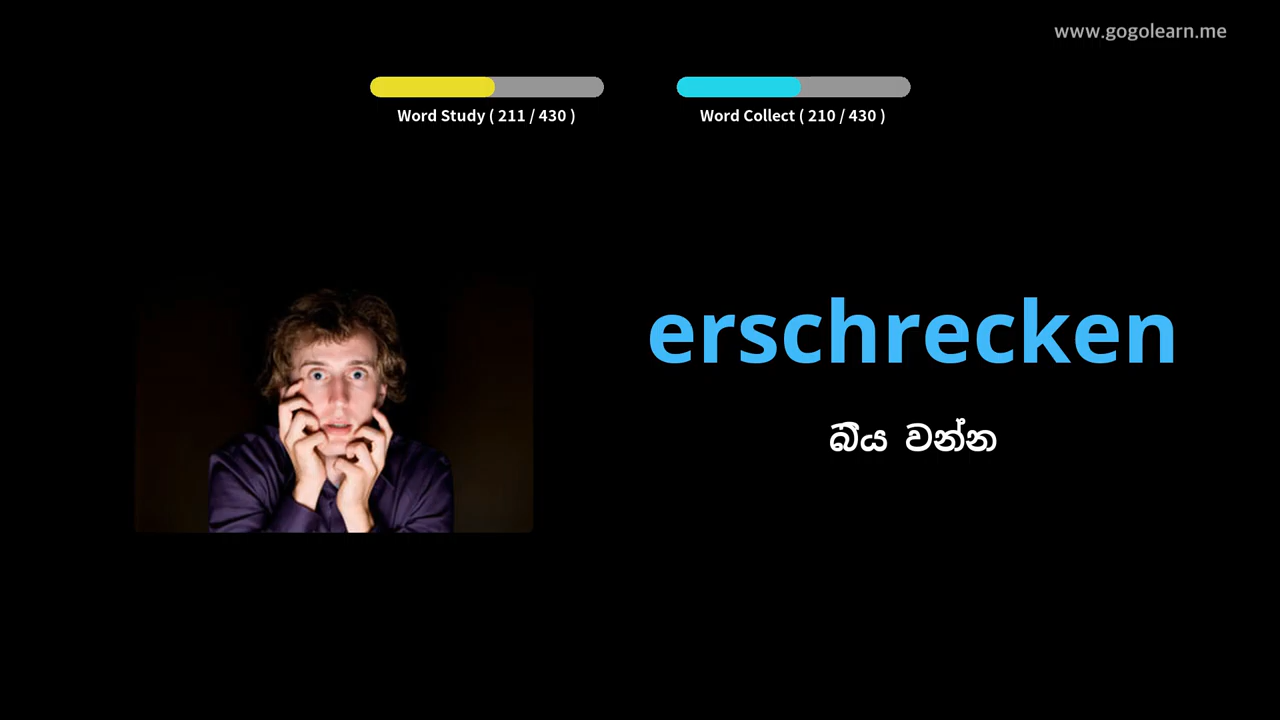 www.gogolearn.me
Word Study ( 211 / 430 )
Word Collect ( 210 / 430 )
erschrecken
බිය වන්න